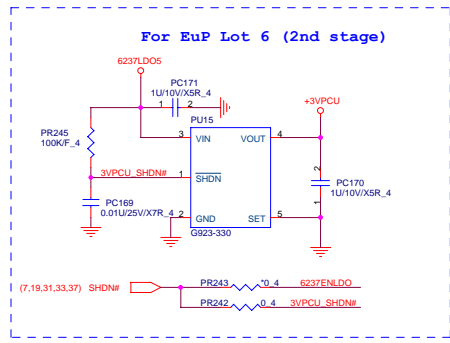 For EuP Lot 6 (2nd stage)
6237LDO5
PC171
1U/10V/X5R_4
1 2
+3VPCU
PU15
3 VIN VOUT 4
PR245
100K/F_4
3VPCU_SHDN# 1 SHDN
2
PC170
1U/10V/X5R_4
1
PC169
0.01U/25V/X7R_4
2 GND SET 5
G923-330
(7,19,31,33,37) SHDN# PR243 *0_4 6237ENLDO
PR242 0_4 3VPCU_SHDN#